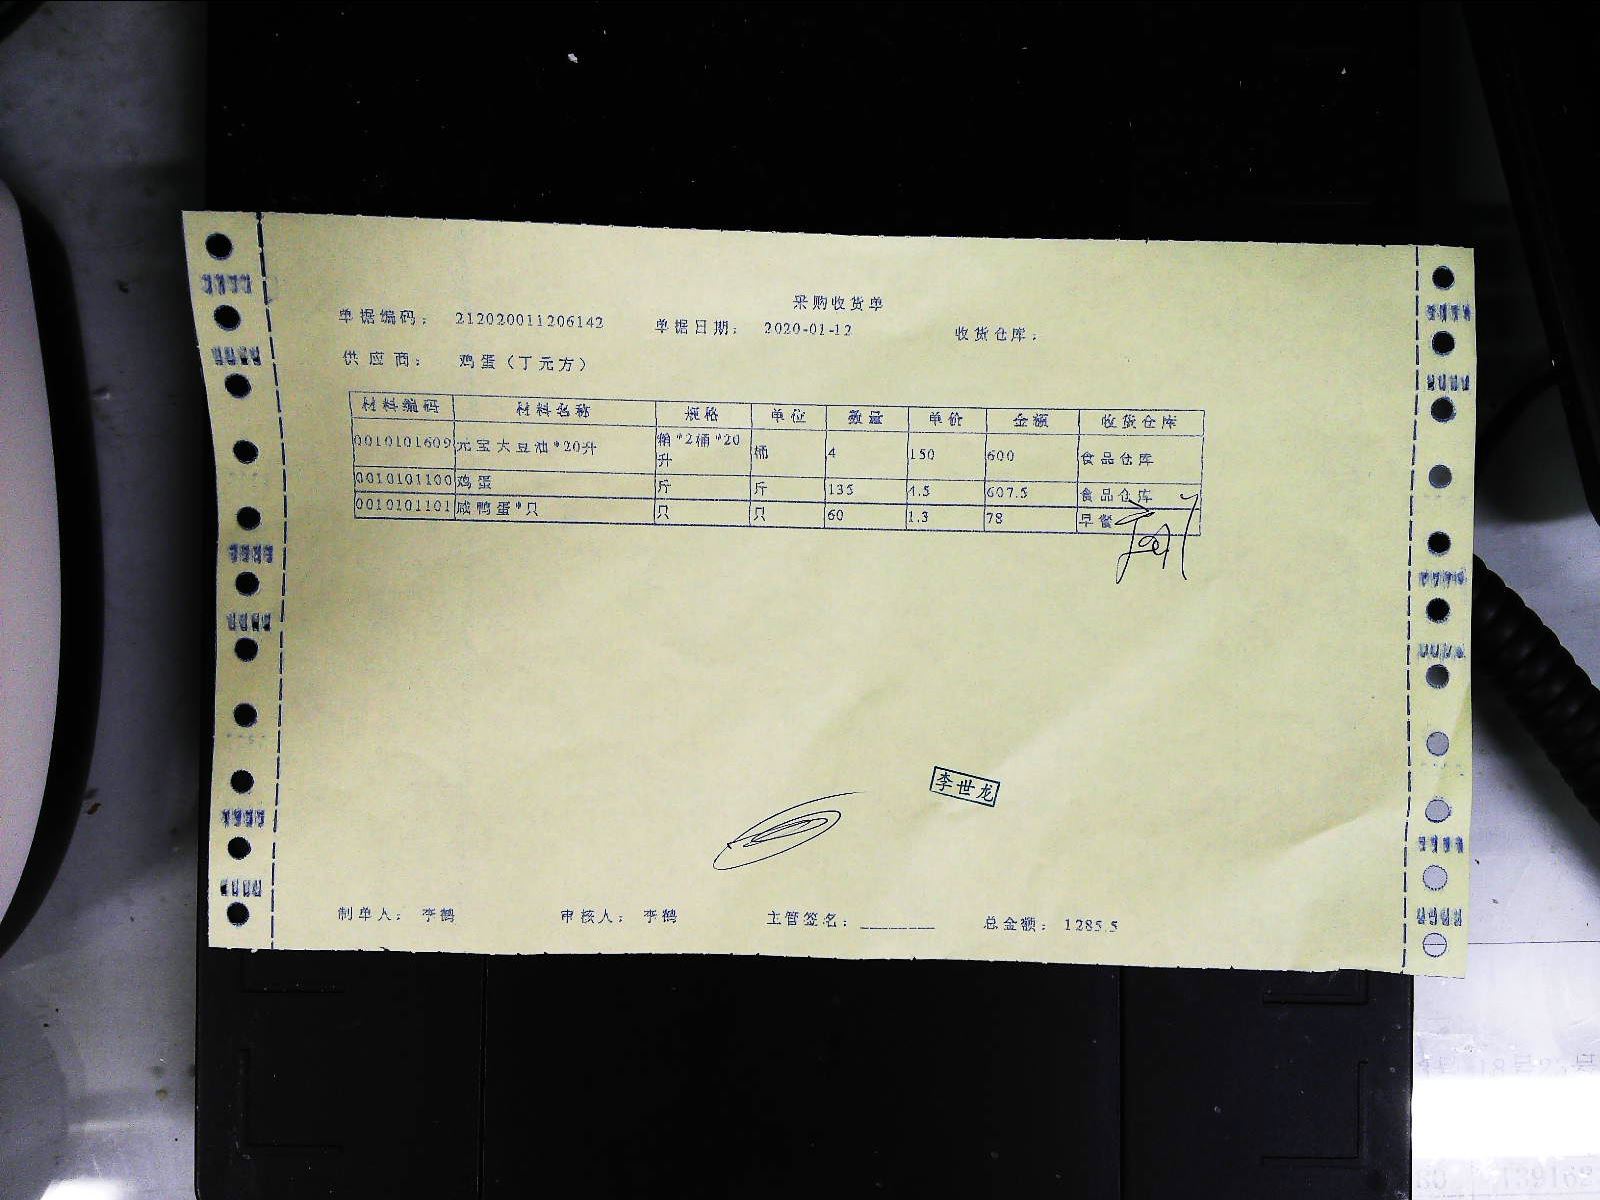 采购收货单
单据编码： 212020011206142 单据日期： 2020-01-12 收货仓库：
供应商： 鸡蛋（丁元方）
材料编码 材料名称 规格 单位 数量 单价 金额 收货仓库
0010101609 元宝大豆油*20升 箱*2桶*20升 桶 4 150 600 食品仓库
0010101100 鸡蛋 斤 斤 135 4.5 607.5 食品仓库
0010101101 咸鸭蛋*只 只 只 60 1.3 78 早餐
李世龙
制单人： 李鹤 审核人： 李鹤 主管签名： 总金额： 1285.5